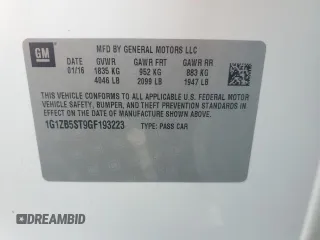 GM
MFD BY GENERAL MOTORS LLC
DATE GVWR GAWR FRT GAWR RR
01/16 1835 KG 952 KG 883 KG
4046 LB 2099 LB 1947 LB
THIS VEHICLE CONFORMS TO ALL APPLICABLE U.S. FEDERAL MOTOR
VEHICLE SAFETY, BUMPER, AND THEFT PREVENTION STANDARDS IN
EFFECT ON THE DATE OF MANUFACTURE SHOWN ABOVE.
1G1ZB5ST9GF193223 TYPE: PASS CAR
DREAMBID